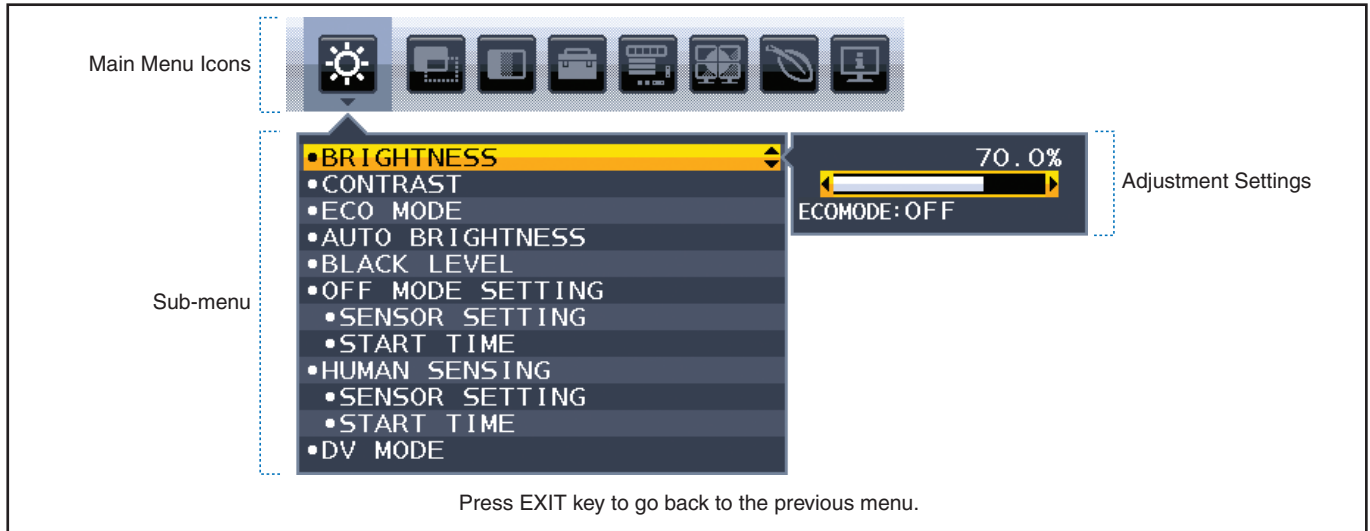 Main Menu Icons
Sub-menu
•BRIGHTNESS
•CONTRAST
•ECO MODE
•AUTO BRIGHTNESS
•BLACK LEVEL
•OFF MODE SETTING
•SENSOR SETTING
•START TIME
•HUMAN SENSING
•SENSOR SETTING
•START TIME
•DV MODE
70.0%
ECOMODE:OFF
Adjustment Settings
Press EXIT key to go back to the previous menu.